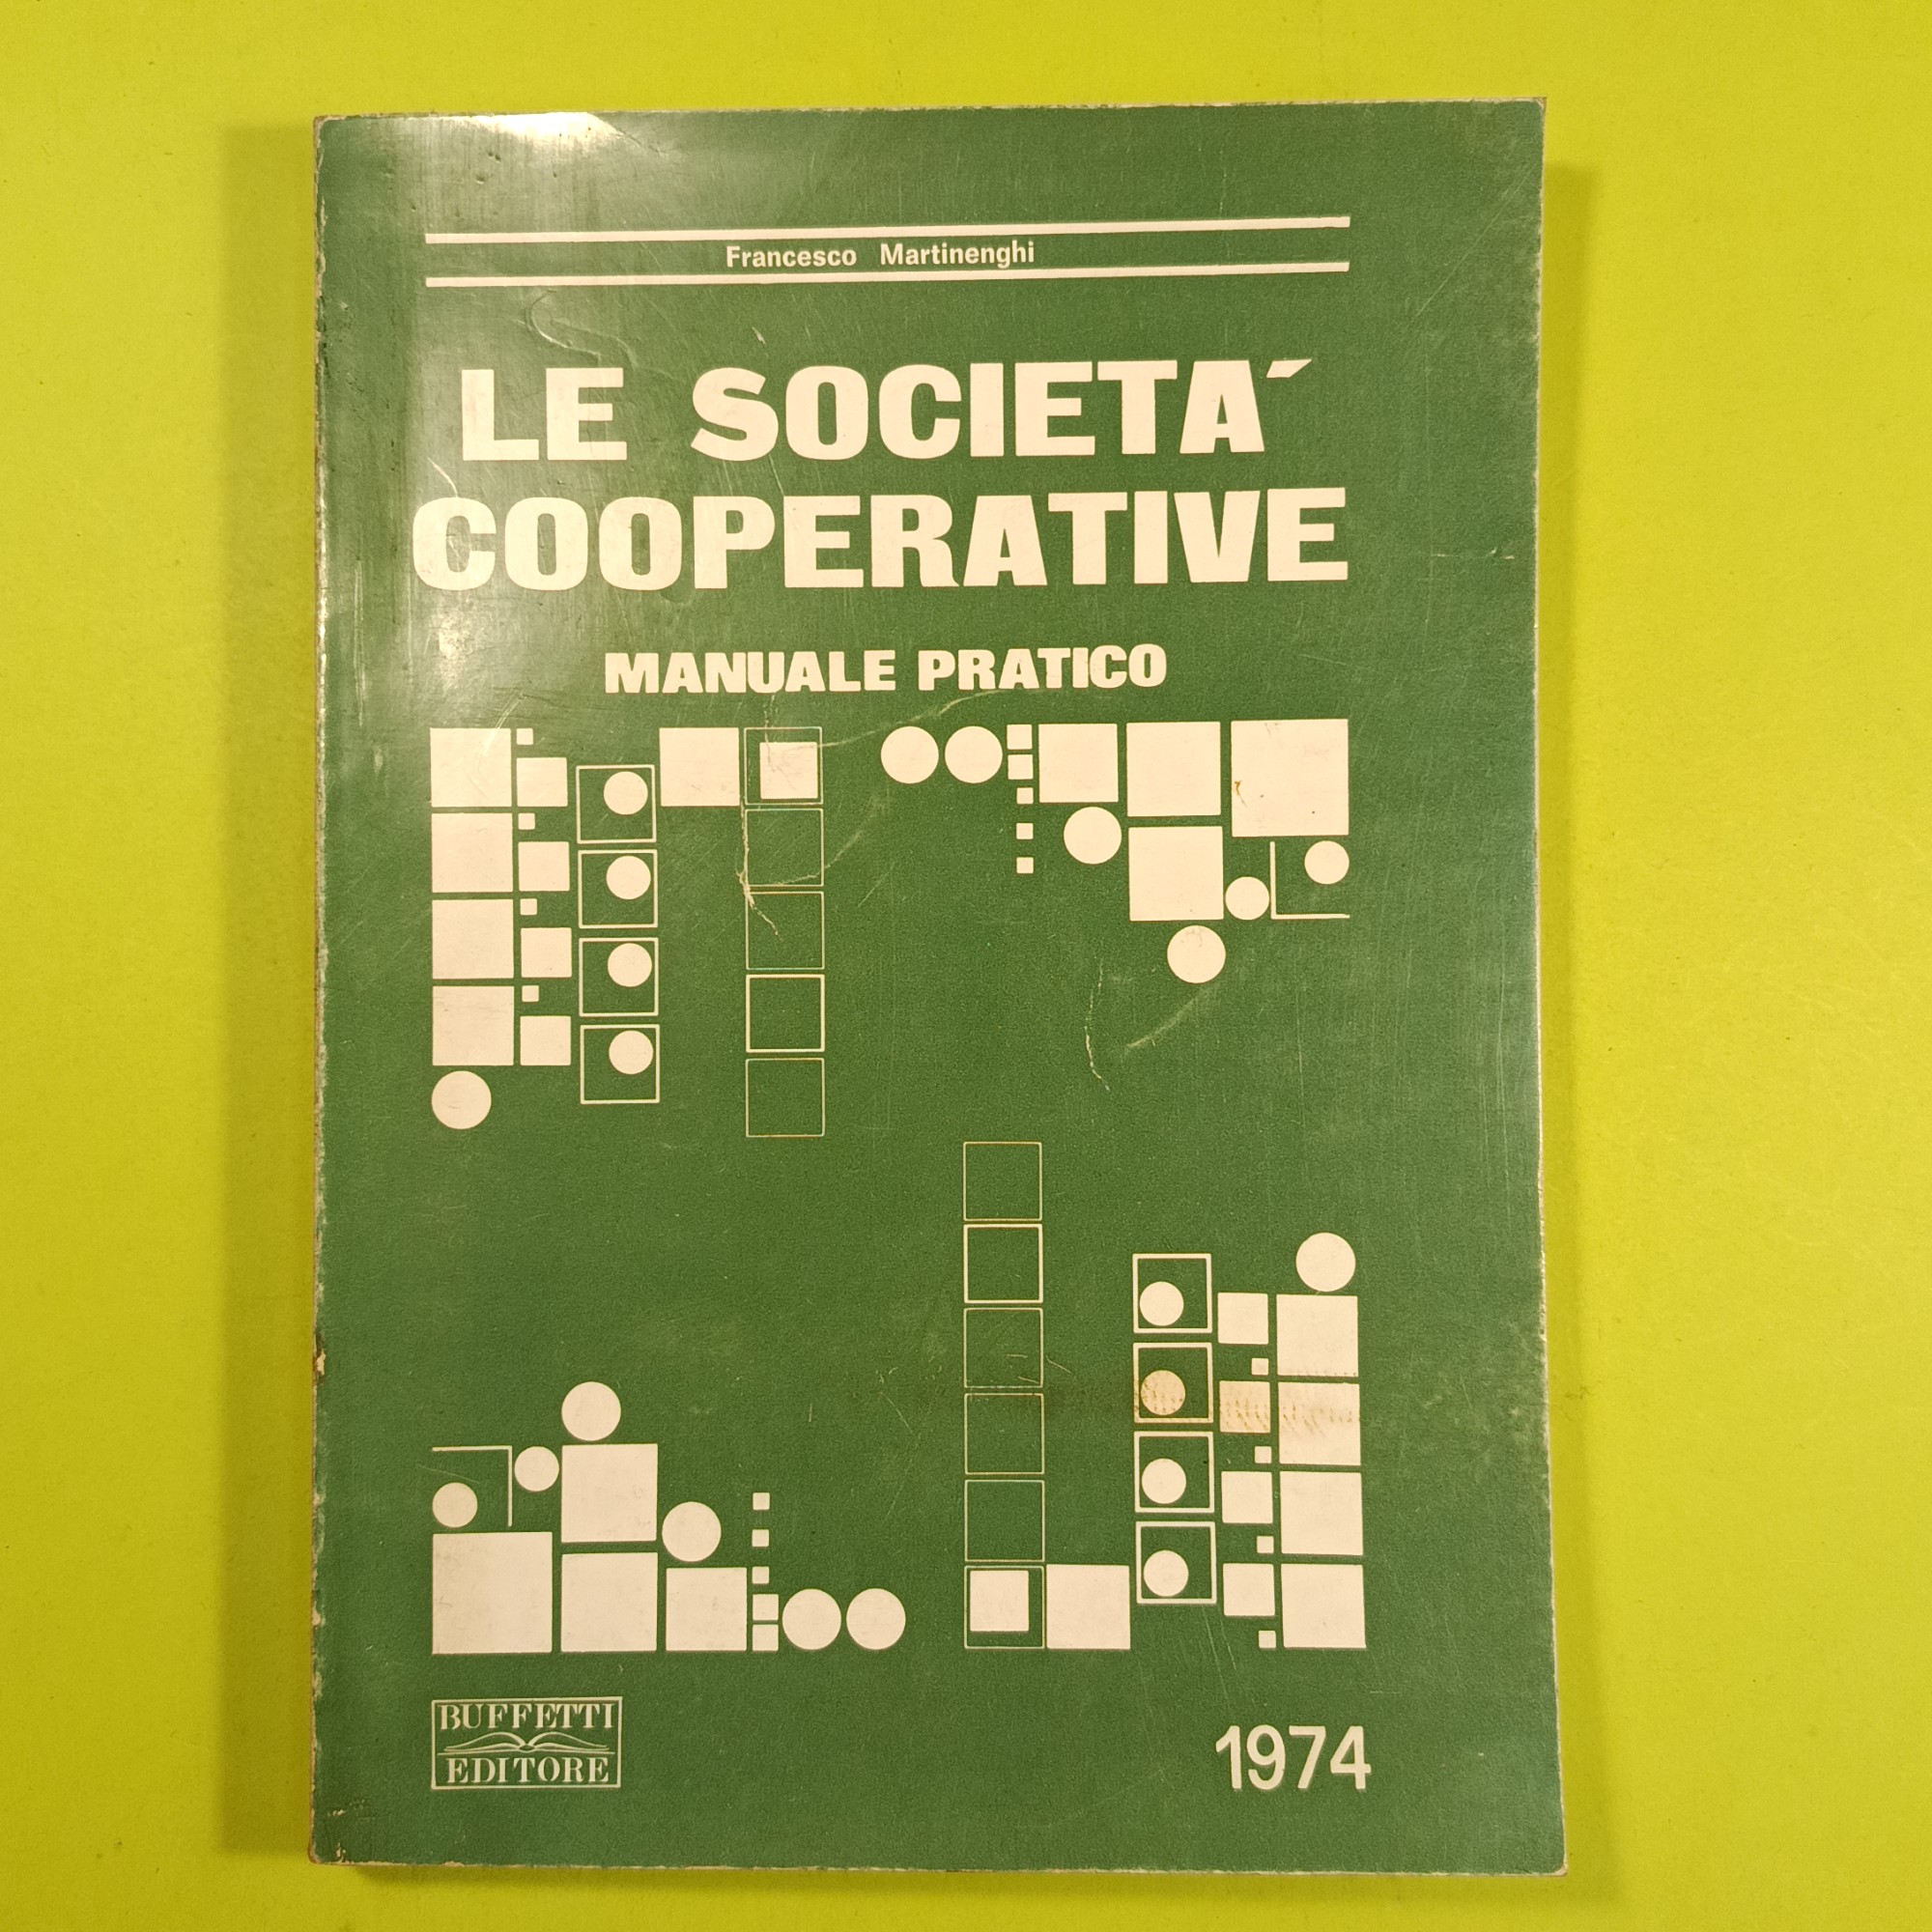 Francesco Martinenghi
LE SOCIETA´
COOPERATIVE
MANUALE PRATICO
BUFFETTI
EDITORE
1974